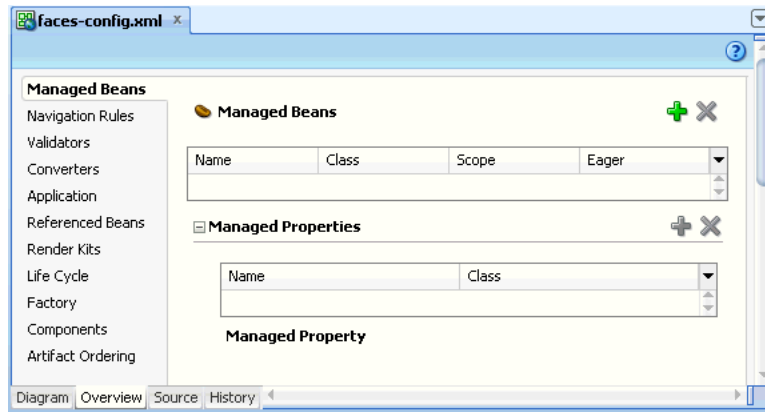 faces-config.xml x
?
Managed Beans
Navigation Rules
Validators
Converters
Application
Referenced Beans
Render Kits
Life Cycle
Factory
Components
Artifact Ordering
Managed Beans
Name Class Scope Eager
Managed Properties
Name Class
Managed Property
Diagram Overview Source History